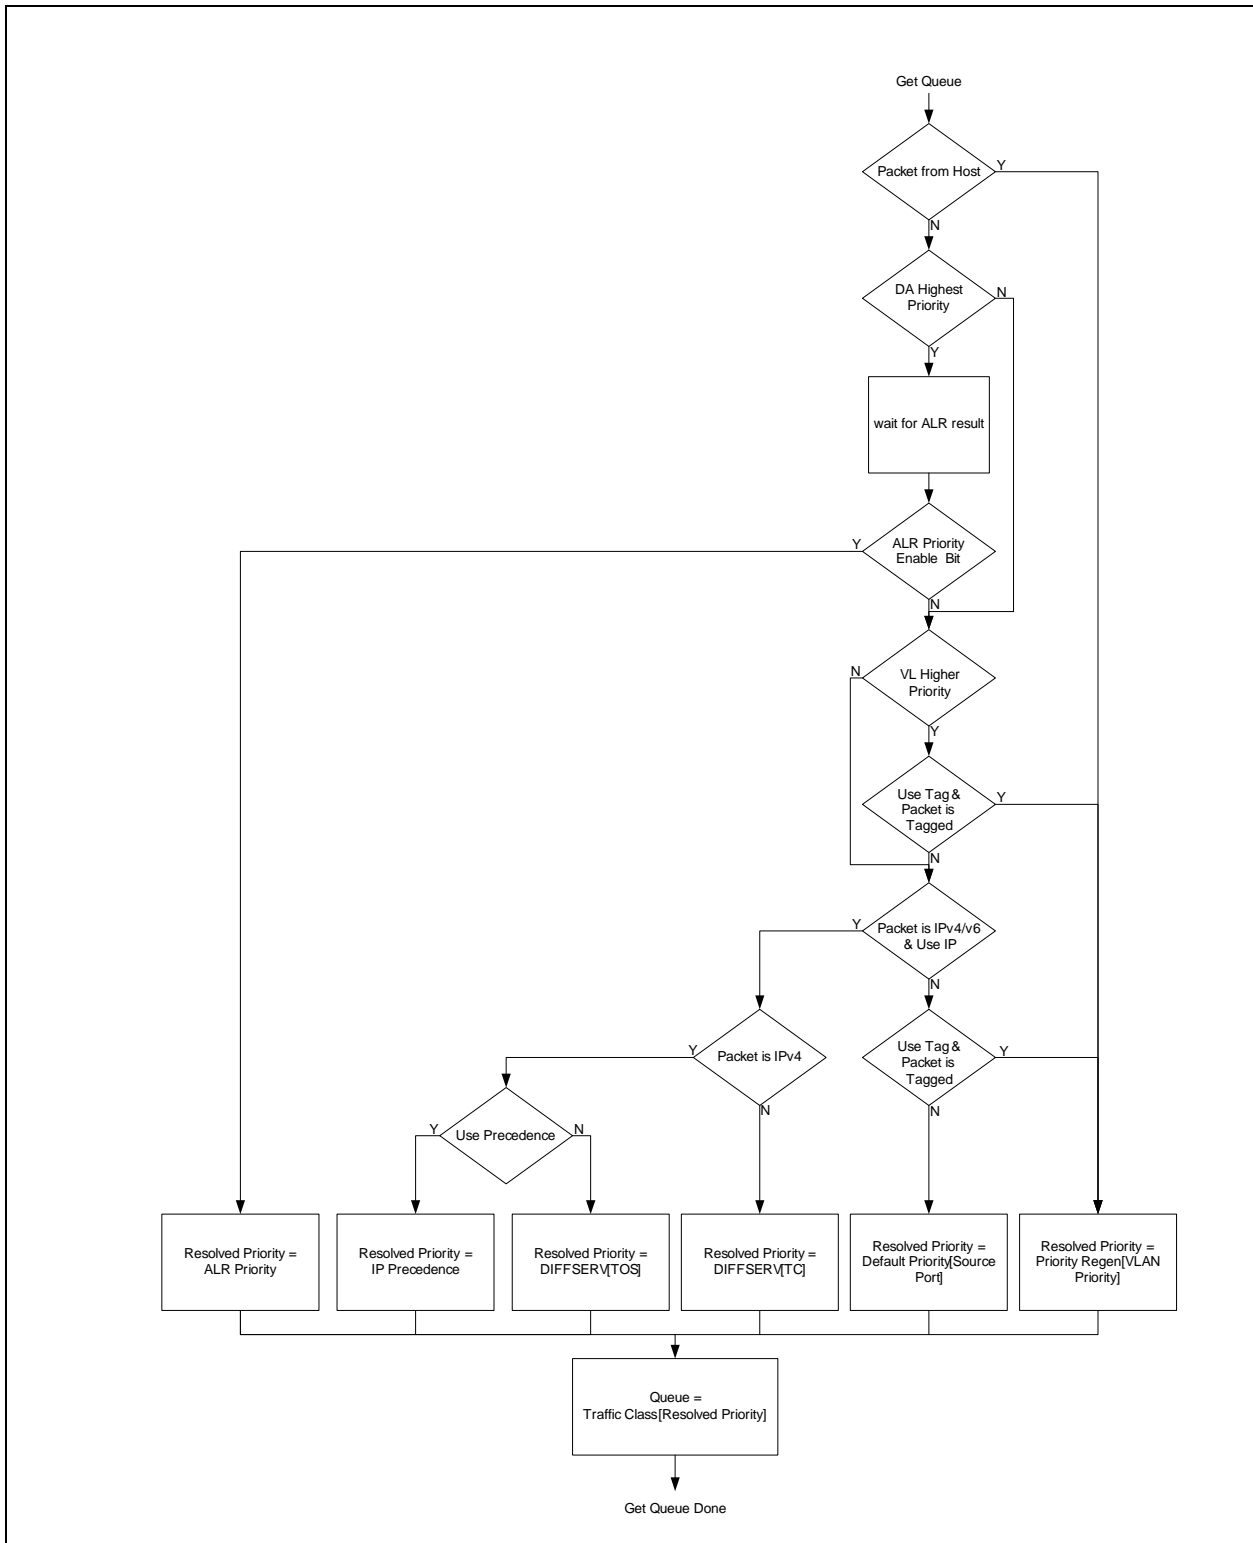 Get Queue
Packet from Host
Y
N
DA Highest
Priority
N
Y
wait for ALR result
Y
ALR Priority
Enable Bit
N
N
VL Higher
Priority
Y
Use Tag &
Packet is
Tagged
Y
N
Y
Packet is IPv4/v6
& Use IP
N
Y
Packet is IPv4
N
Use Tag &
Packet is
Tagged
Y
N
Y
Use Precedence
N
Resolved Priority =
ALR Priority
Resolved Priority =
IP Precedence
Resolved Priority =
DIFFSERV[TOS]
Resolved Priority =
DIFFSERV[TC]
Resolved Priority =
Default Priority[Source
Port]
Resolved Priority =
Priority Regen[VLAN
Priority]
Queue =
Traffic Class[Resolved Priority]
Get Queue Done